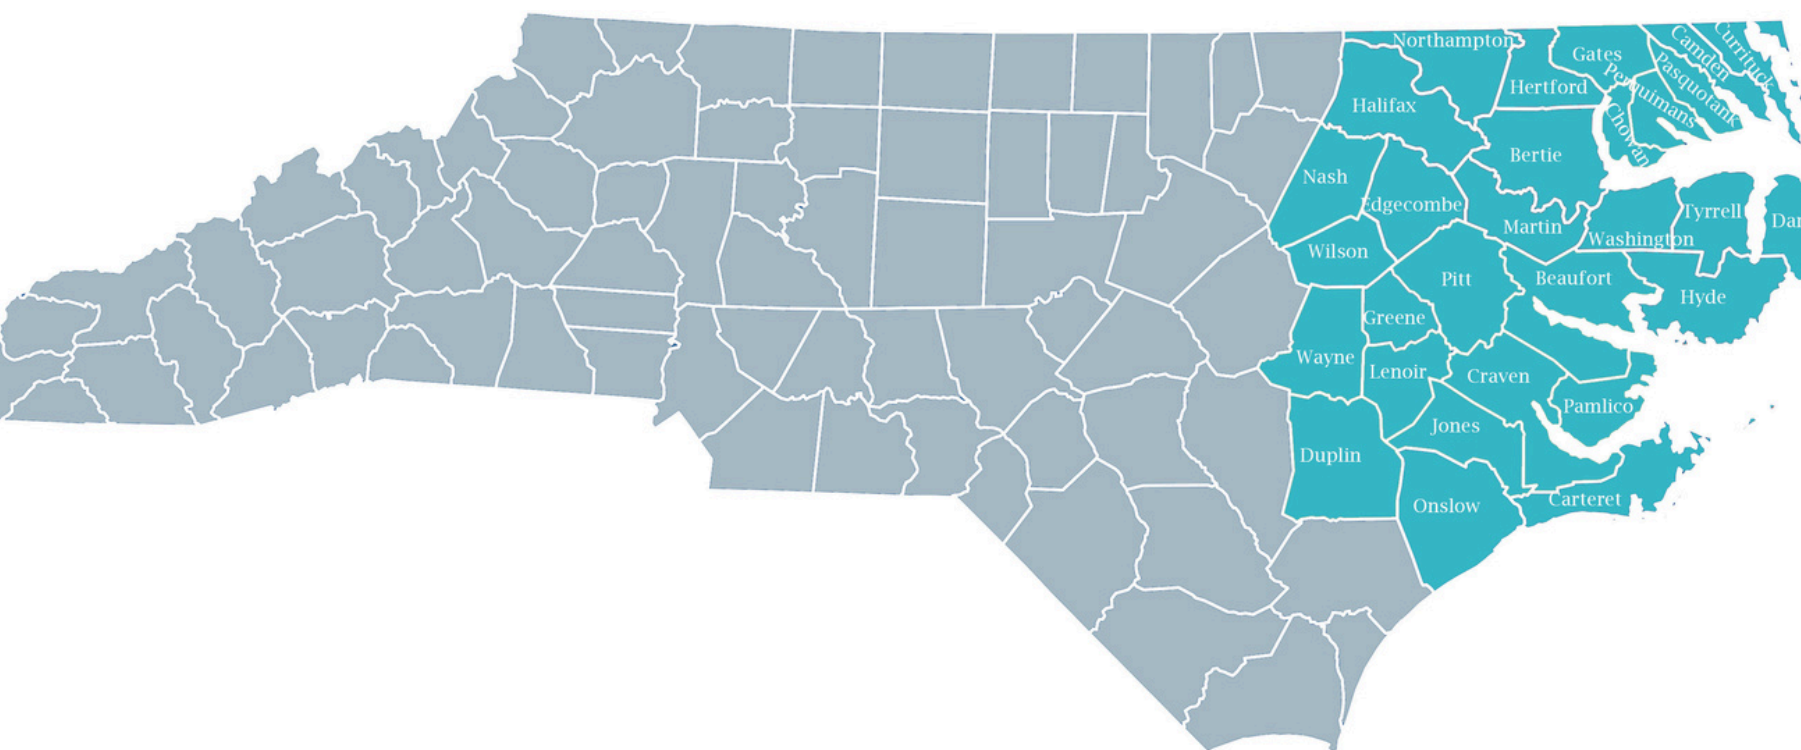 Northampton
Gates
Camden
Currituck
Hertford
Pasquotank
Perquimans
Halifax
Chowan
Bertie
Nash
Edgecombe
Martin
Tyrrell
Dar
Washington
Wilson
Pitt
Beaufort
Hyde
Greene
Wayne
Lenoir
Craven
Pamlico
Jones
Duplin
Onslow
Carteret